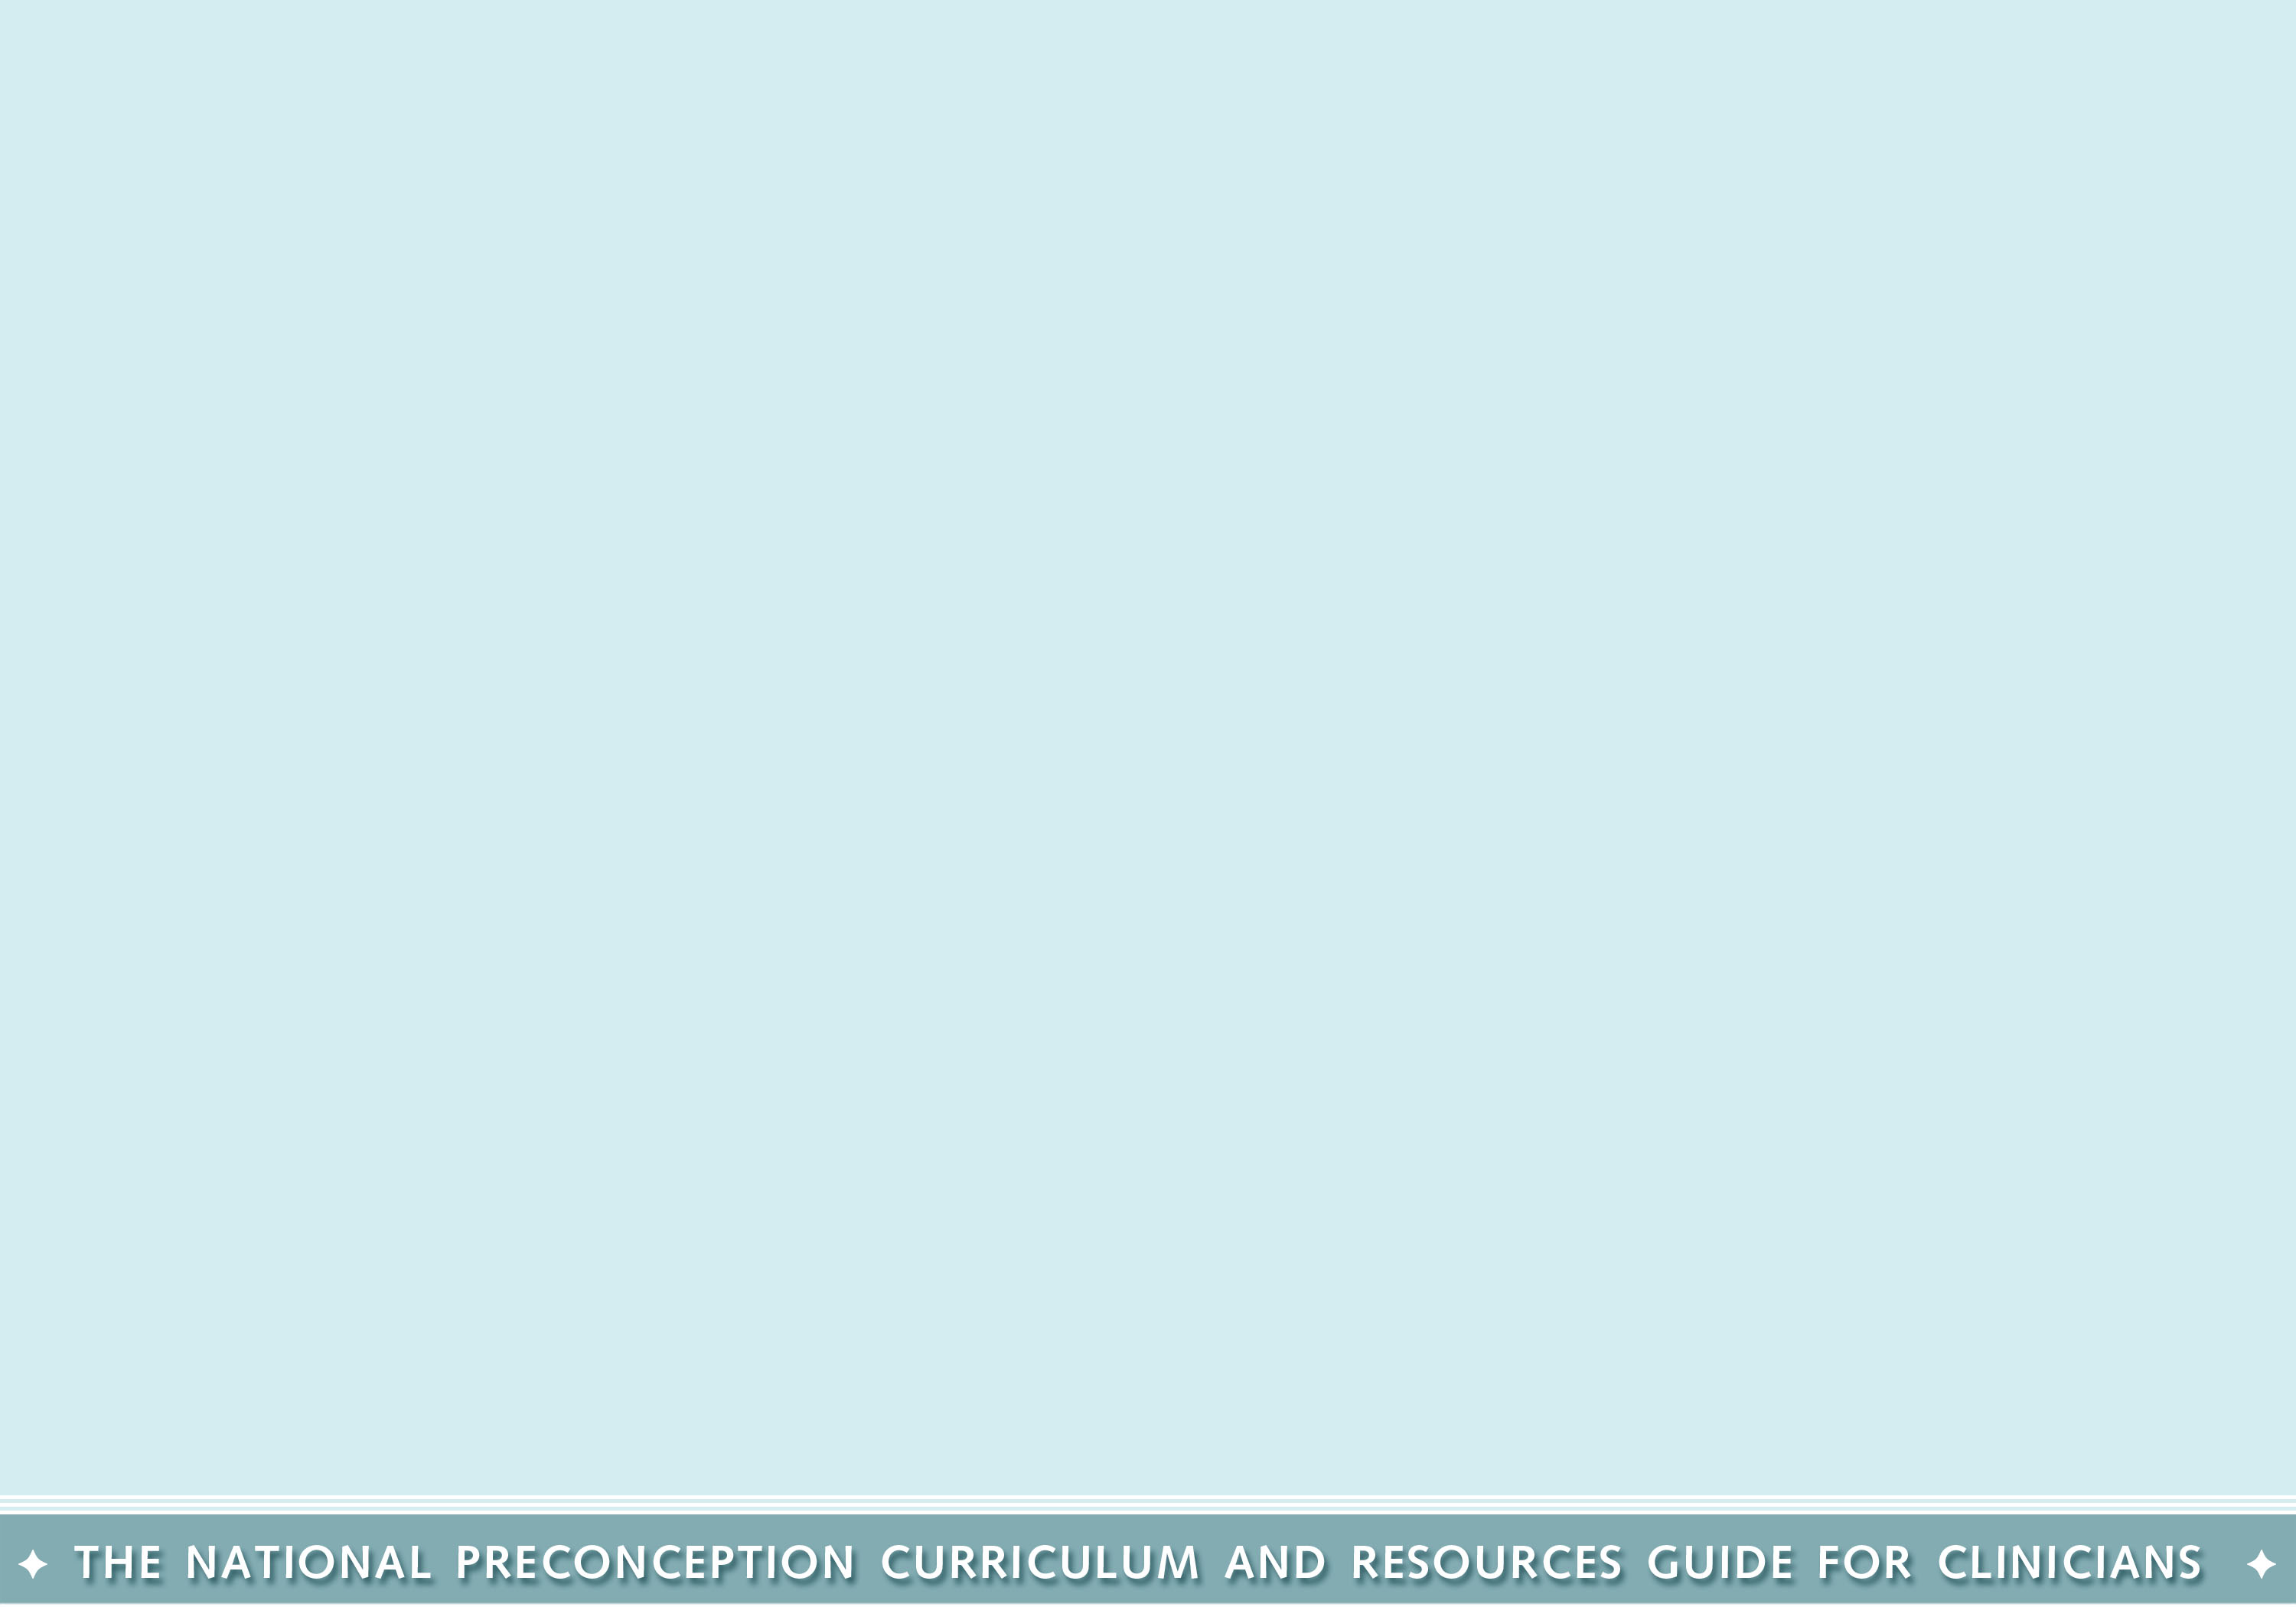 THE NATIONAL PRECONCEPTION CURRICULUM AND RESOURCES GUIDE FOR CLINICIANS